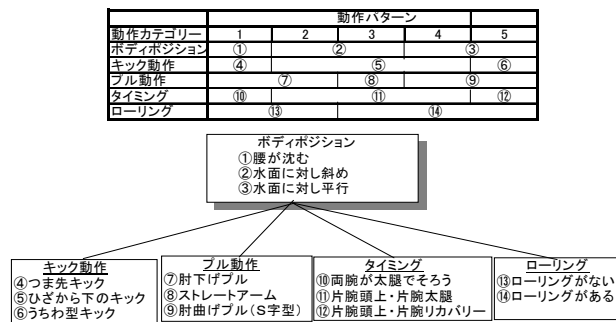 動作パターン
動作カテゴリー 1 2 3 4 5
ボディポジション ① ② ③
キック動作 ④ ⑤ ⑥
プル動作 ⑦ ⑧ ⑨
タイミング ⑩ ⑪ ⑫
ローリング ⑬ ⑭
ボディポジション
①腰が沈む
②水面に対し斜め
③水面に対し平行
キック動作
④つま先キック
⑤ひざから下のキック
⑥うちわ型キック
プル動作
⑦肘下げプル
⑧ストレートアーム
⑨肘曲げプル(S字型)
タイミング
⑩両腕が太腿でそろう
⑪片腕頭上・片腕太腿
⑫片腕頭上・片腕リカバリー
ローリング
⑬ローリングがない
⑭ローリングがある